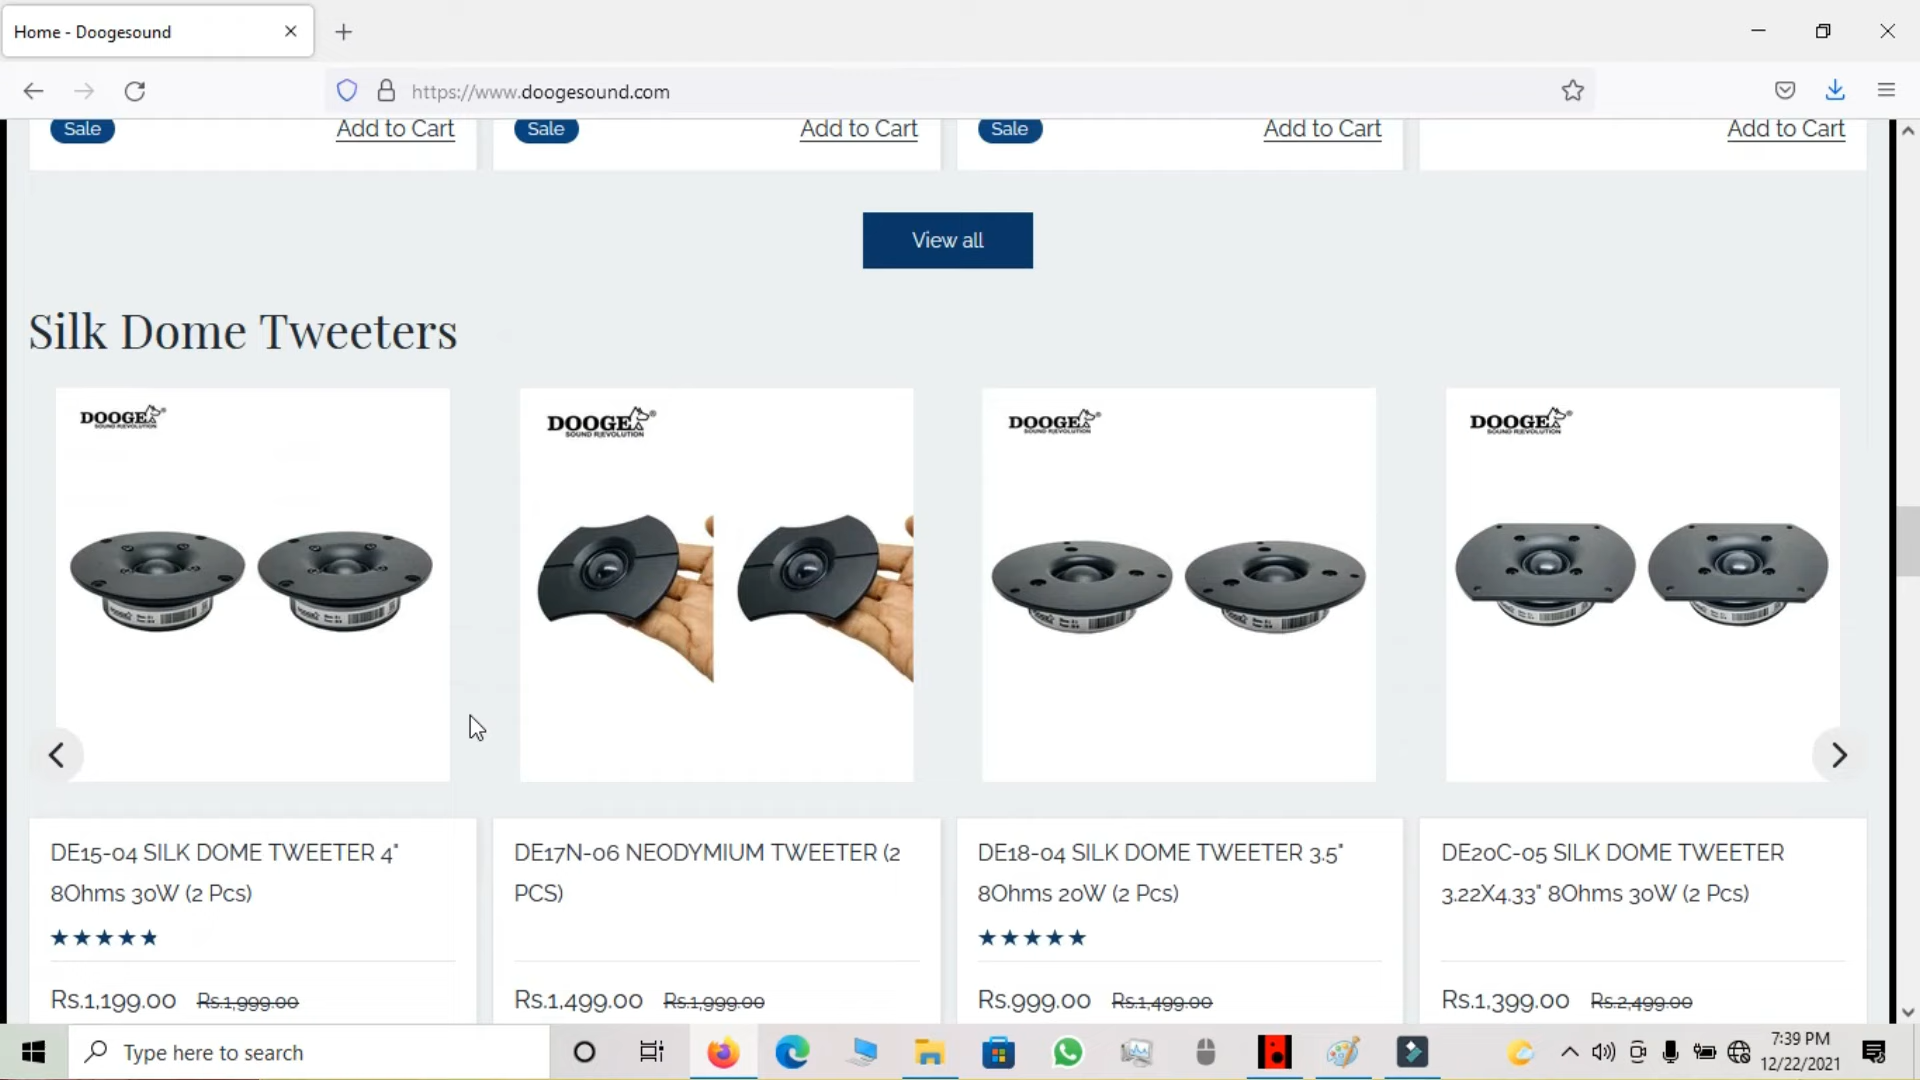 Home - Doogesound
https://www.doogesound.com
Sale Add to Cart Sale Add to Cart Sale Add to Cart Add to Cart
View all
Silk Dome Tweeters
DOOGE DOOGE DOOGE DOOGE
DE15-04 SILK DOME TWEETER 4"
8Ohms 30W (2 Pcs)
Rs.1,199.00 Rs.1,999.00
DE17N-06 NEODYMIUM TWEETER (2
PCS)
Rs.1,499.00 Rs.1,999.00
DE18-04 SILK DOME TWEETER 3.5"
8Ohms 20W (2 Pcs)
Rs.999.00 Rs.1,499.00
DE20C-05 SILK DOME TWEETER
3.22X4.33" 8Ohms 30W (2 Pcs)
Rs.1,399.00 Rs.2,499.00
Type here to search
7:39 PM
12/22/2021